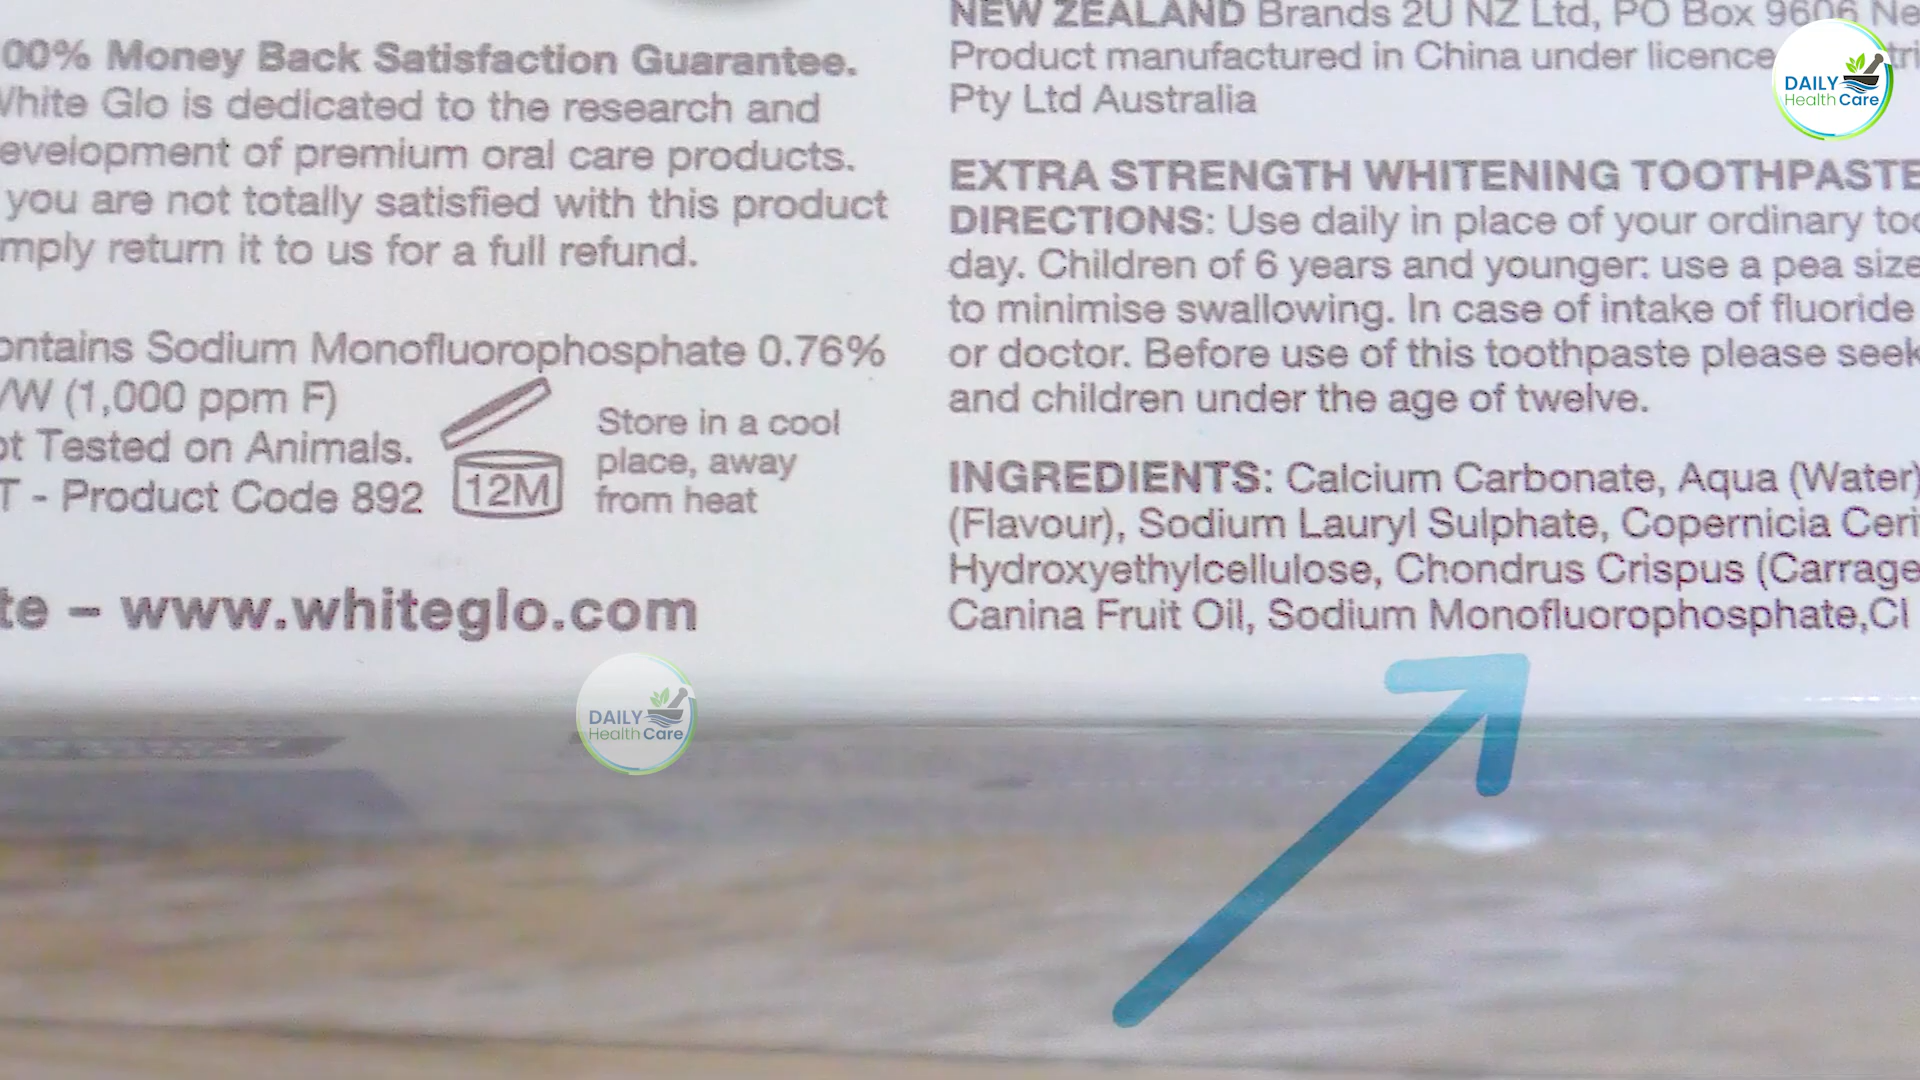 00% Money Back Satisfaction Guarantee.
White Glo is dedicated to the research and
evelopment of premium oral care products.
you are not totally satisfied with this product
mply return it to us for a full refund.
ontains Sodium Monofluorophosphate 0.76%
/W (1,000 ppm F)
ot Tested on Animals.
T - Product Code 892
12M
Store in a cool
place, away
from heat
te – www.whiteglo.com
NEW ZEALAND Brands 2U NZ Ltd, PO Box 9606 Ne
Product manufactured in China under licence
Pty Ltd Australia
EXTRA STRENGTH WHITENING TOOTHPASTE
DIRECTIONS: Use daily in place of your ordinary too
day. Children of 6 years and younger: use a pea size
to minimise swallowing. In case of intake of fluoride
or doctor. Before use of this toothpaste please seek
and children under the age of twelve.
INGREDIENTS: Calcium Carbonate, Aqua (Water)
(Flavour), Sodium Lauryl Sulphate, Copernicia Ceri
Hydroxyethylcellulose, Chondrus Crispus (Carrage
Canina Fruit Oil, Sodium Monofluorophosphate,CI
DAILY
Health Care
DAILY
Health Care